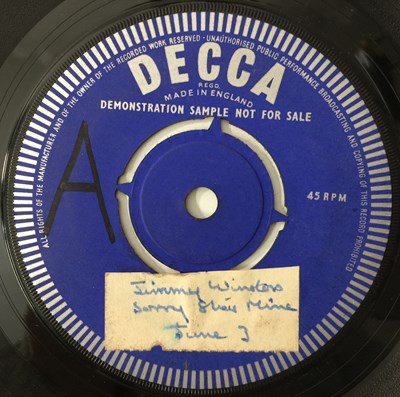 ALL RIGHTS OF THE MANUFACTURER AND OF THE OWNER OF THE RECORDED WORK RESERVED · UNAUTHORISED PUBLIC PERFORMANCE BROADCASTING AND COPYING OF THIS RECORD PROHIBITED
DECCA
REGD.
MADE IN ENGLAND
DEMONSTRATION SAMPLE NOT FOR SALE
A
45 RPM
Jimmy Winston
Sorry She's Mine
June 3